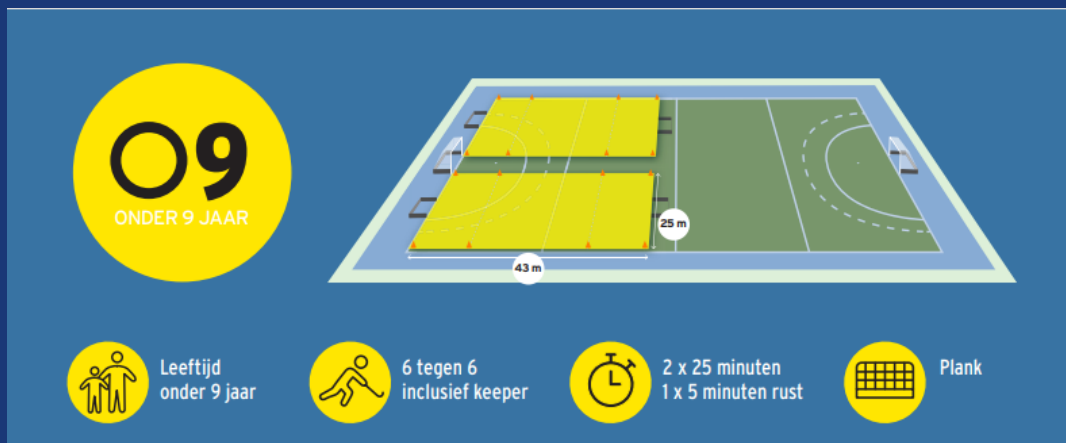 O9
ONDER 9 JAAR
25 m
43 m
Leeftijd
onder 9 jaar
6 tegen 6
inclusief keeper
2 x 25 minuten
1 x 5 minuten rust
Plank